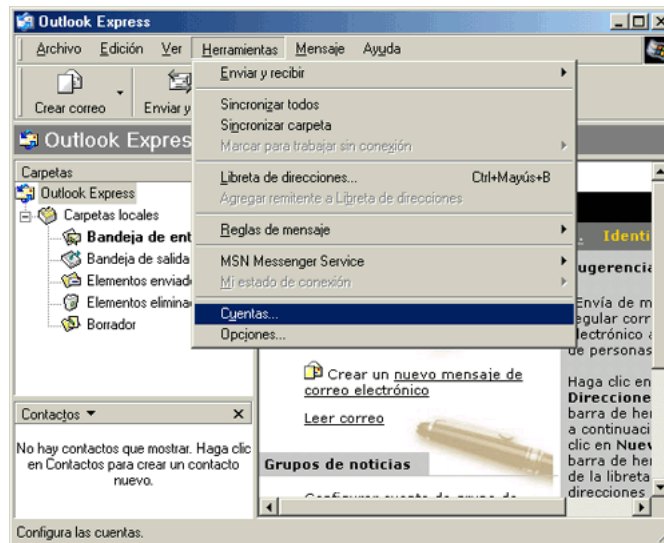 Outlook Express
Archivo Edición Ver Herramientas Mensaje Ayuda
Crear correo Enviar y
Enviar y recibir
Sincronizar todos
Sincronizar carpeta
Marcar para trabajar sin conexión
Libreta de direcciones... Ctrl+Mayús+B
Agregar remitente a Libreta de direcciones
Reglas de mensaje
MSN Messenger Service
Mi estado de conexión
Cuentas...
Opciones...
Outlook Expres
Carpetas
Outlook Express
Carpetas locales
Bandeja de ent
Bandeja de salida
Elementos enviad
Elementos elimina
Borrador
Contactos
No hay contactos que mostrar. Haga clic
en Contactos para crear un contacto
nuevo.
Crear un nuevo mensaje de
correo electrónico
Leer correo
Grupos de noticias
Identi
ugerencia
Envía de m
egular corr
lectrónico a
de personas
Haga clic en
Direccione
barra de her
a continuaci
clic en Nuev
barra de her
de la libreta
direcciones
Configura las cuentas.